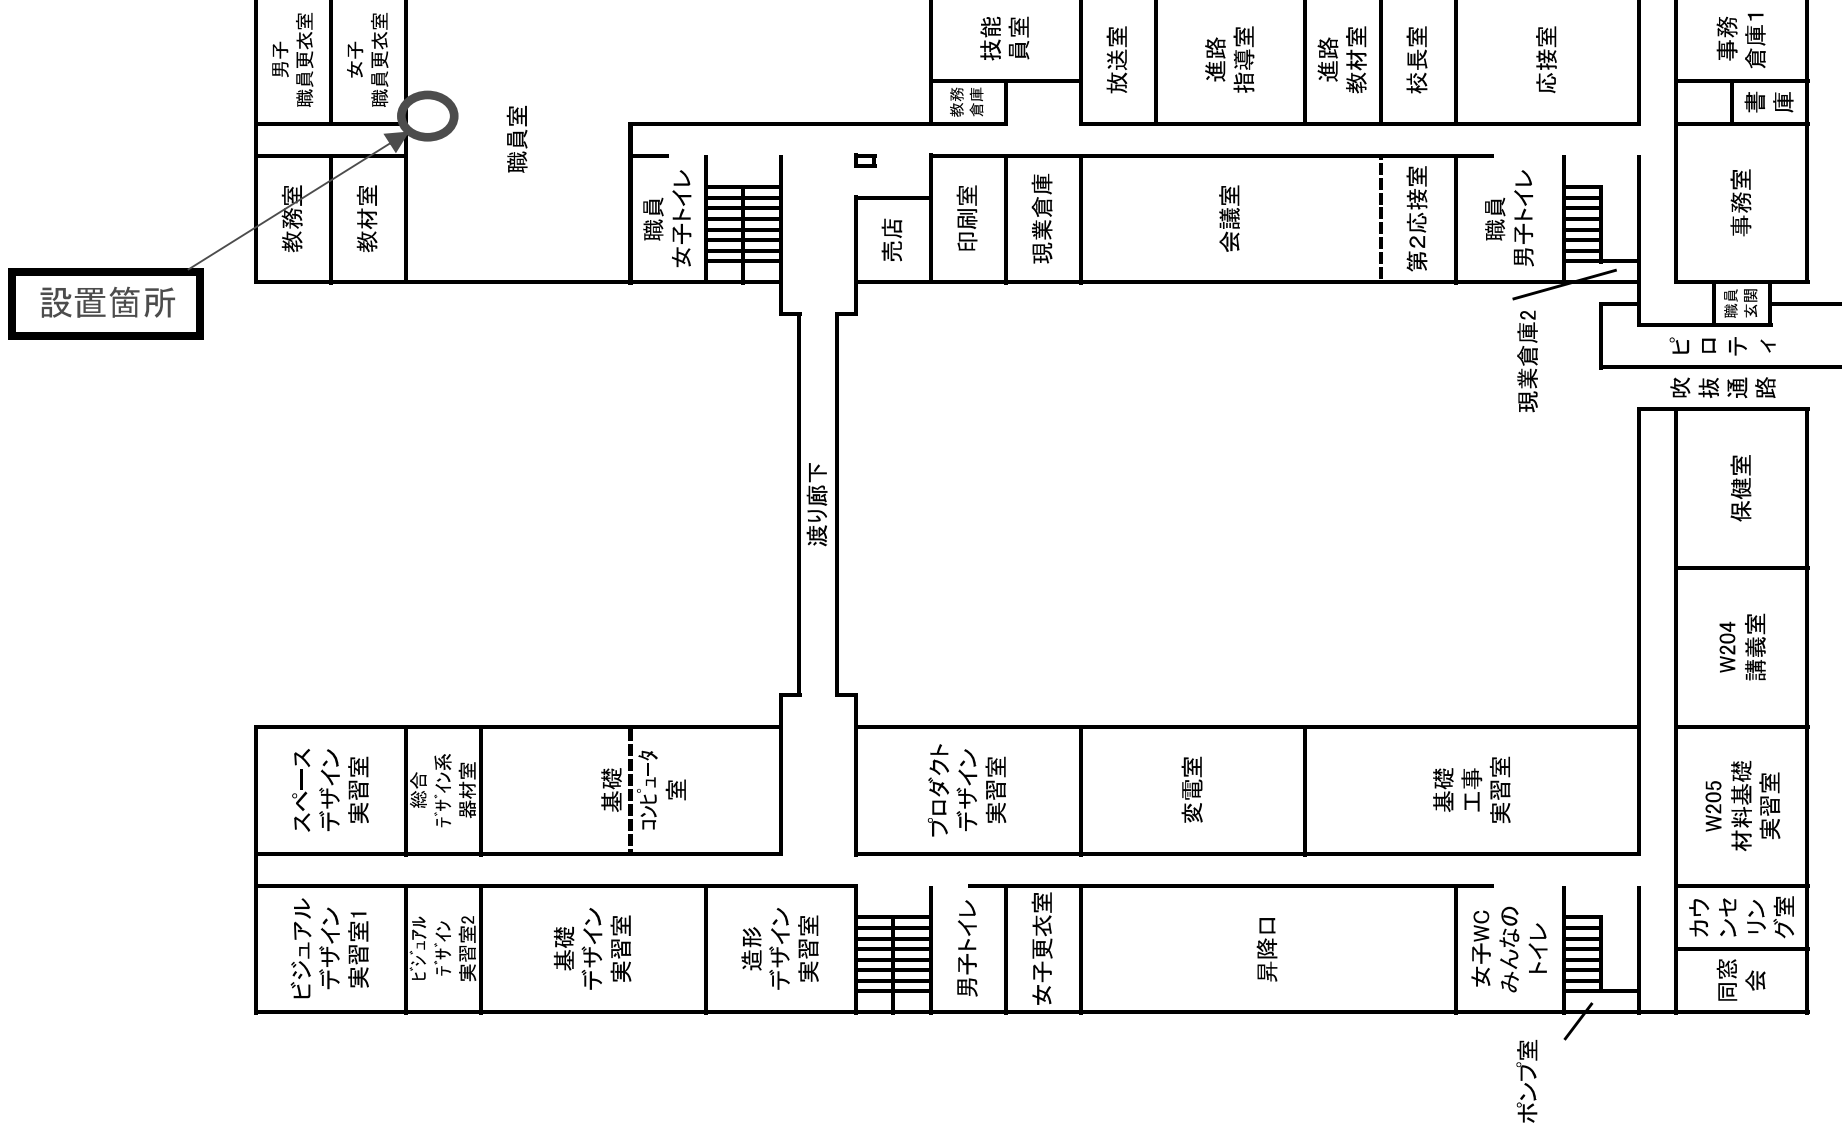 男子
職員更衣室
女子
職員更衣室
職員室
技能
員室
教務
倉庫
放送室
進路
指導室
進路
教材室
校長室
応接室
事務
倉庫1
書
庫
教務室
教材室
職員
女子トイレ
売店
印刷室
現業倉庫
会議室
第2応接室
職員
男子トイレ
事務室
設置箇所
職員
玄関
現業倉庫2
ピロティ
吹抜通路
渡り廊下
保健室
W204
講義室
スペース
デザイン
実習室
総合
デザイン系
器材室
基礎
コンピュータ
室
プロダクト
デザイン
実習室
変電室
基礎
工事
実習室
W205
材料基礎
実習室
ビジュアル
デザイン
実習室1
ビジュアル
デザイン
実習室2
基礎
デザイン
実習室
造形
デザイン
実習室
男子トイレ
女子更衣室
昇降口
女子WC
みんなの
トイレ
カウ
ンセ
リン
グ室
同窓
会
ポンプ室